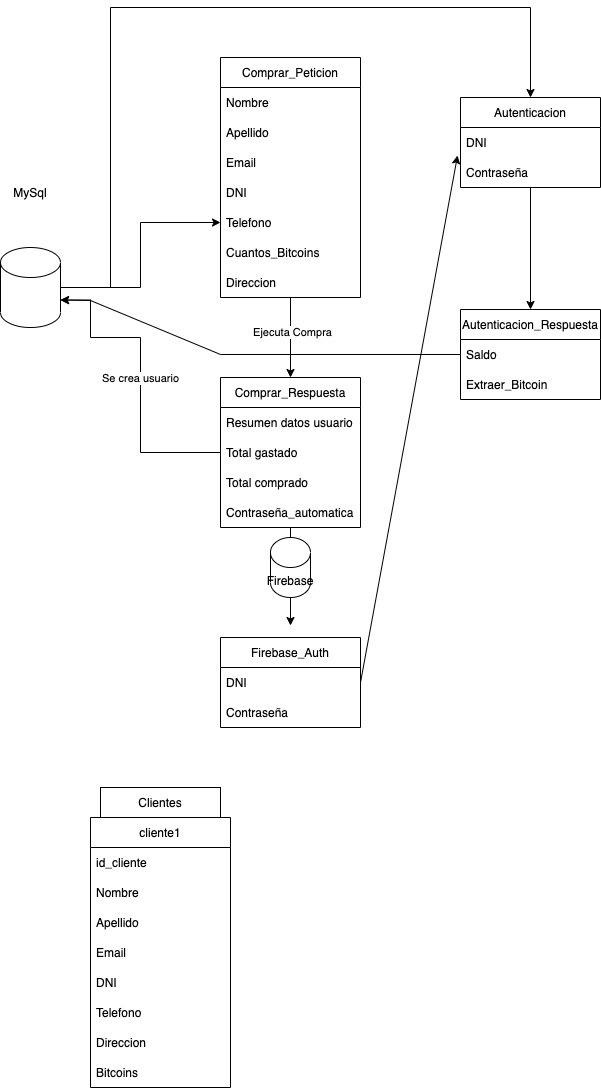 Comprar_Peticion
Nombre
Apellido
Email
DNI
Telefono
Cuantos_Bitcoins
Direccion
Autenticacion
DNI
Contraseña
MySql
Ejecuta Compra
Autenticacion_Respuesta
Saldo
Extraer_Bitcoin
Se crea usuario
Comprar_Respuesta
Resumen datos usuario
Total gastado
Total comprado
Contraseña_automatica
Firebase
Firebase_Auth
DNI
Contraseña
Clientes
cliente1
id_cliente
Nombre
Apellido
Email
DNI
Telefono
Direccion
Bitcoins